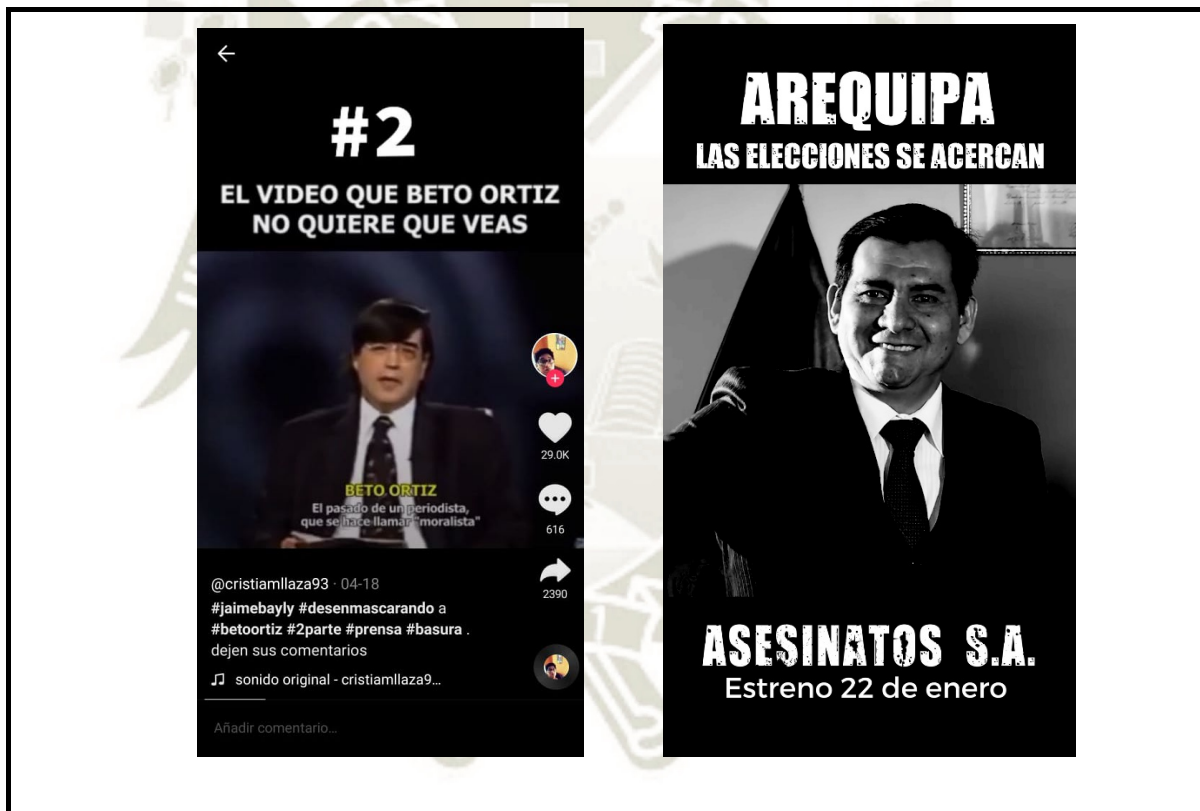 #2
EL VIDEO QUE BETO ORTIZ
NO QUIERE QUE VEAS
BETO ORTIZ
El pasado de un periodista,
que se hace llamar "moralista"
29.0K
616
2390
@cristiamllaza93 · 04-18
#jaimebayly #desenmascarando a
#betoortiz #2parte #prensa #basura .
dejen sus comentarios
sonido original - cristiamllaza9...
Añadir comentario...
AREQUIPA
LAS ELECCIONES SE ACERCAN
ASESINATOS S.A.
Estreno 22 de enero